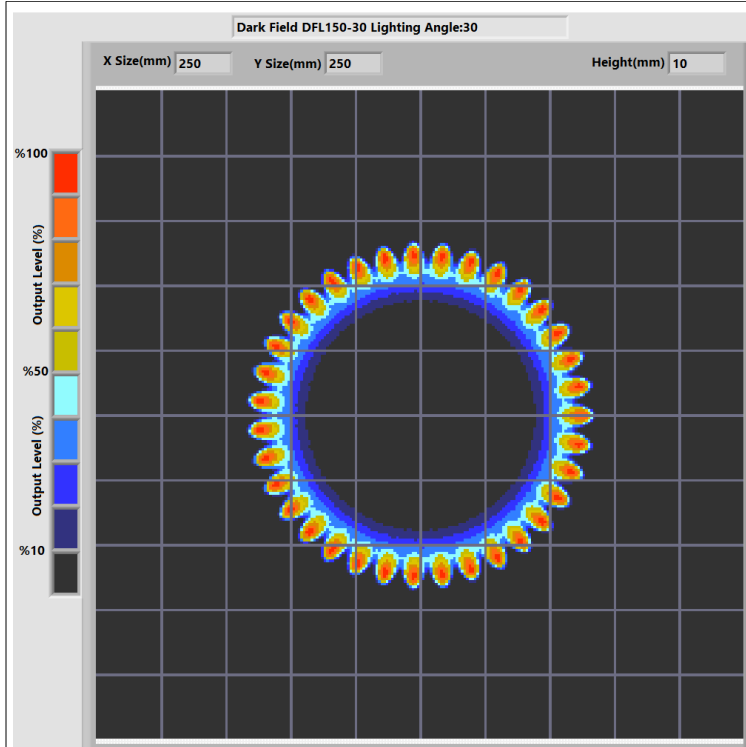 Dark Field DFL150-30 Lighting Angle:30
X Size(mm) 250 Y Size(mm) 250 Height(mm) 10
%100
Output Level (%)
%50
Output Level (%)
%10